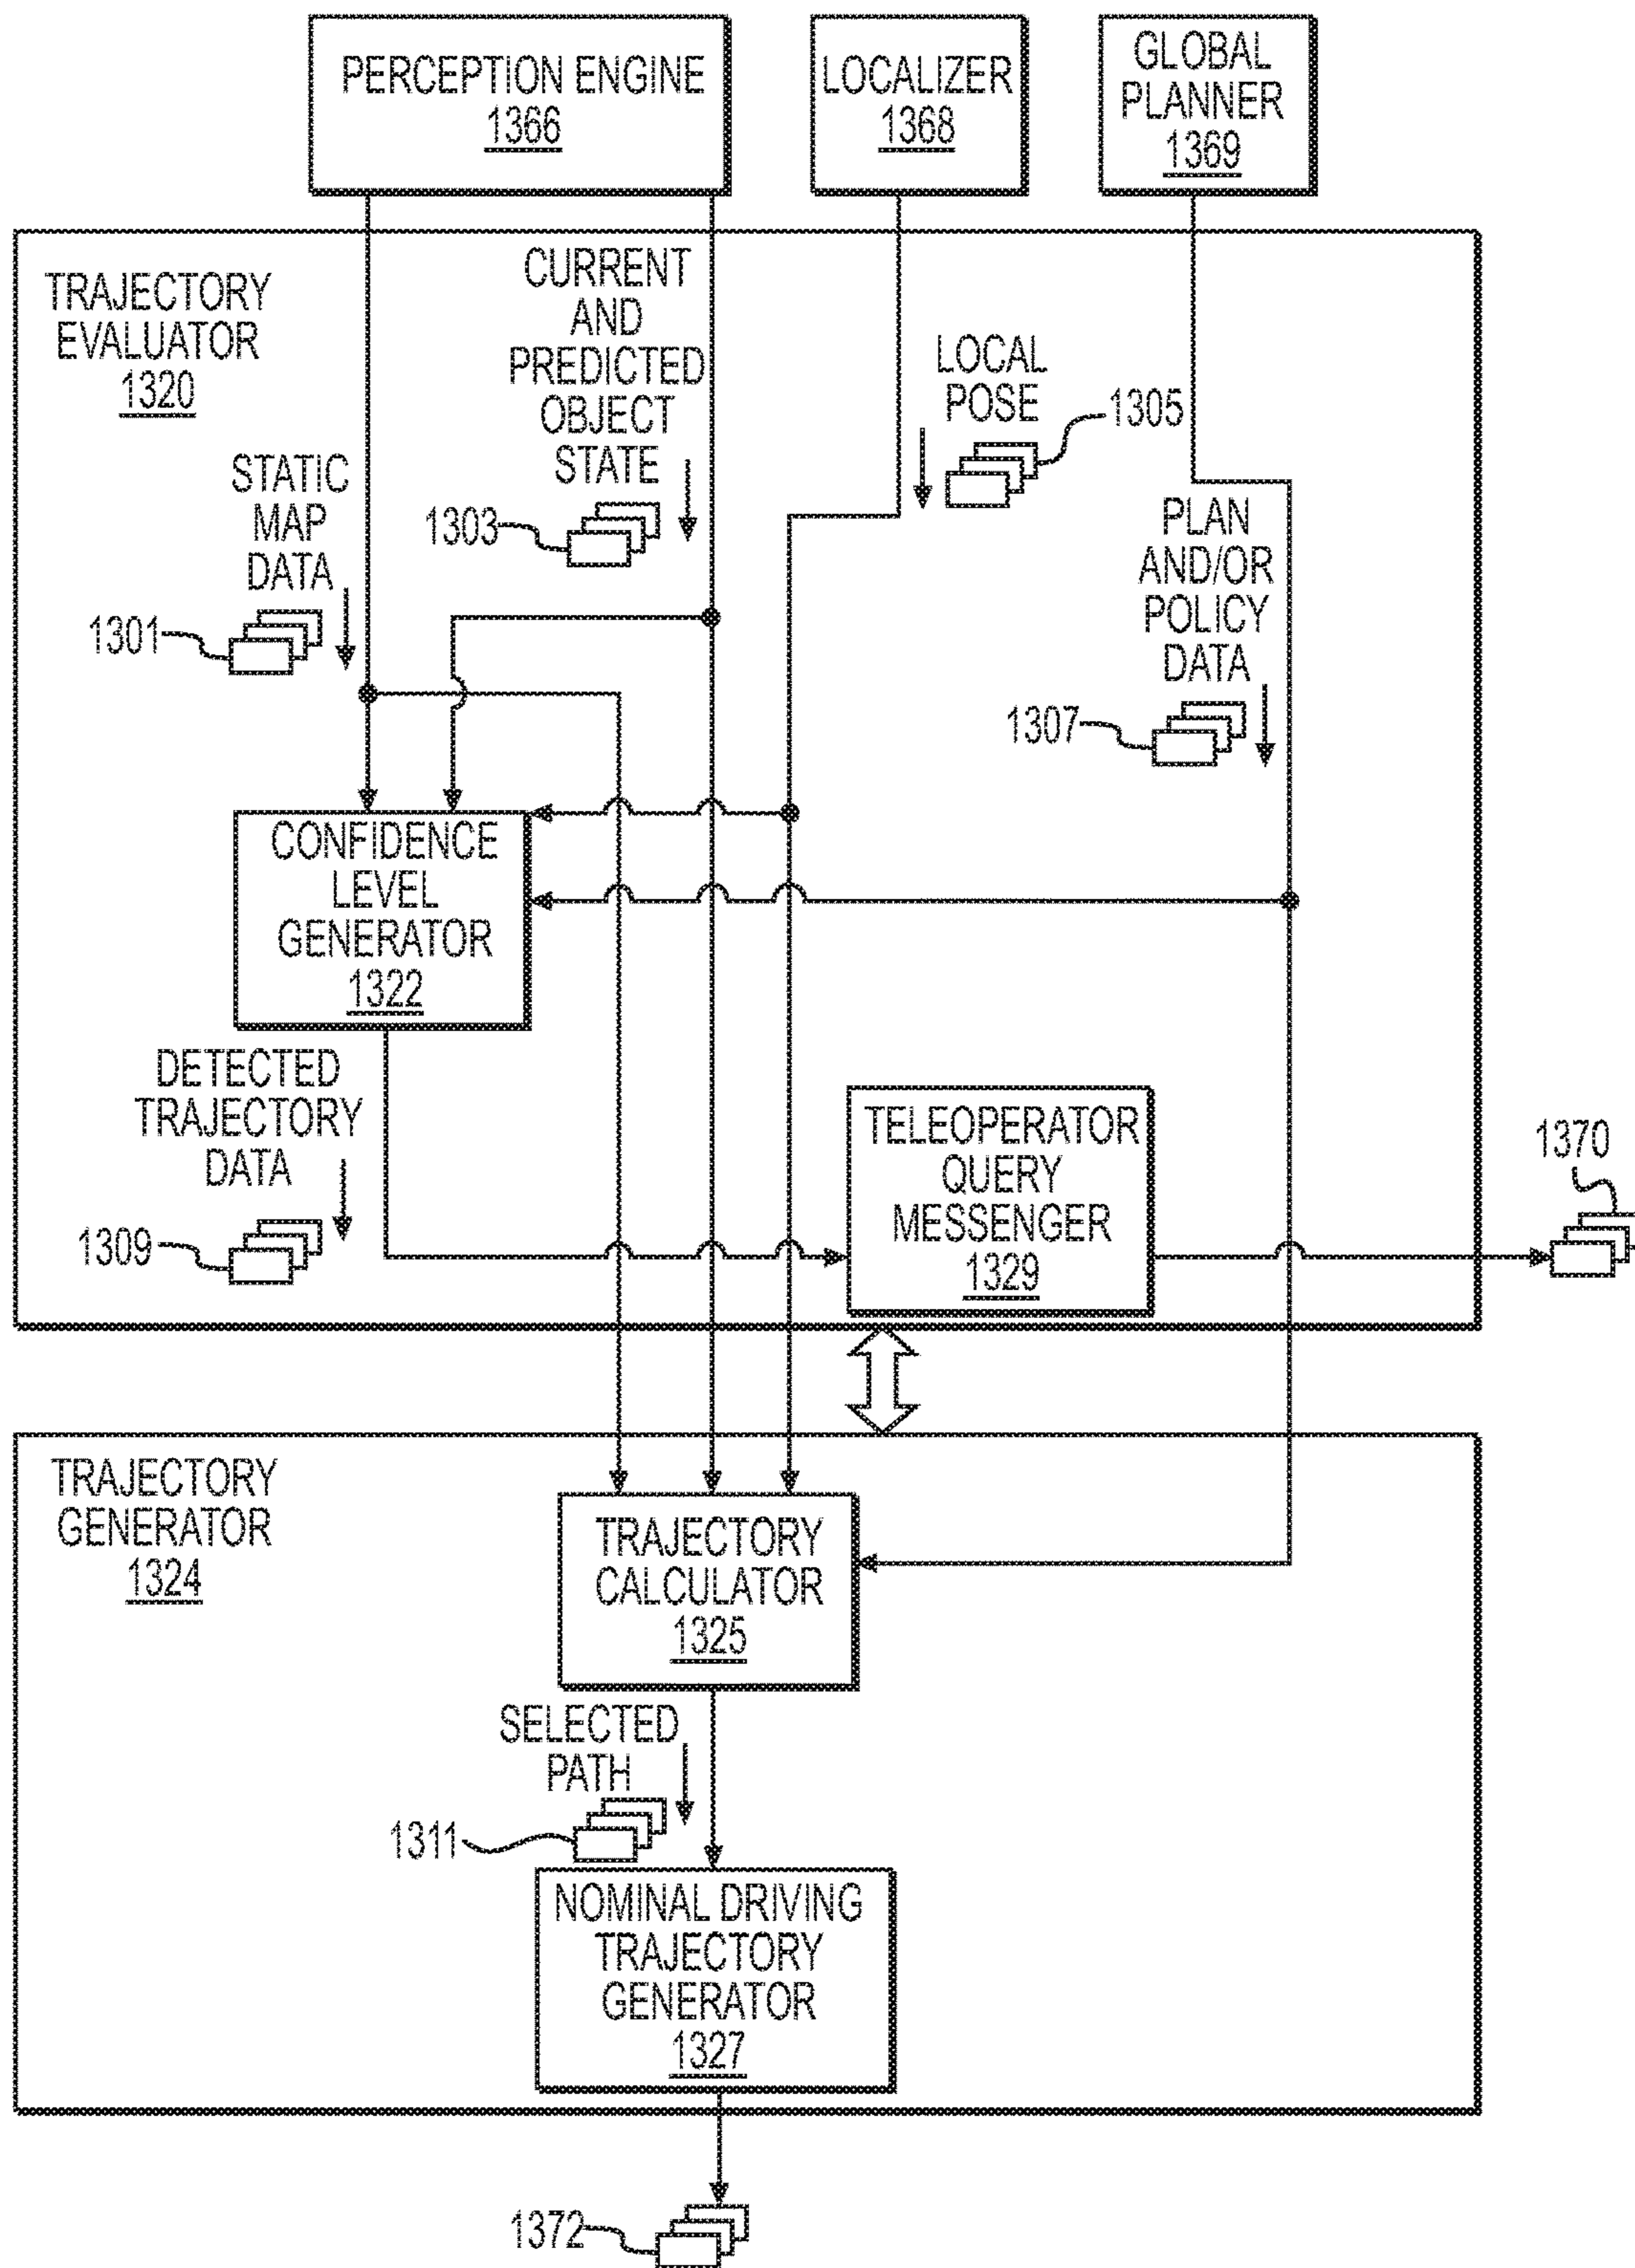 PERCEPTION ENGINE
1366
LOCALIZER
1368
GLOBAL
PLANNER
1369
TRAJECTORY
EVALUATOR
1320
CURRENT
AND
PREDICTED
OBJECT
STATE
1303
LOCAL
POSE
1305
STATIC
MAP
DATA
1301
PLAN
AND/OR
POLICY
DATA
1307
CONFIDENCE
LEVEL
GENERATOR
1322
DETECTED
TRAJECTORY
DATA
1309
TELEOPERATOR
QUERY
MESSENGER
1329
1370
TRAJECTORY
GENERATOR
1324
TRAJECTORY
CALCULATOR
1325
SELECTED
PATH
1311
NOMINAL DRIVING
TRAJECTORY
GENERATOR
1327
1372